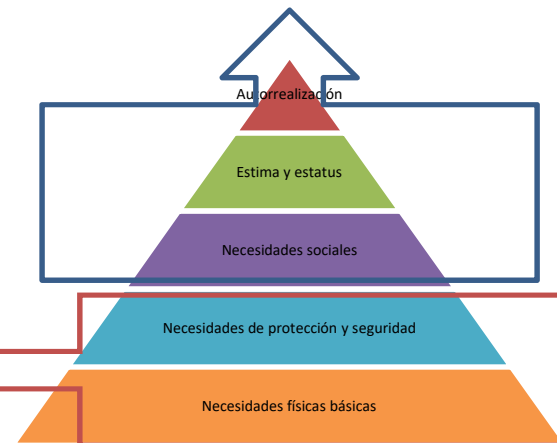 Autorrealización
Estima y estatus
Necesidades sociales
Necesidades de protección y seguridad
Necesidades físicas básicas